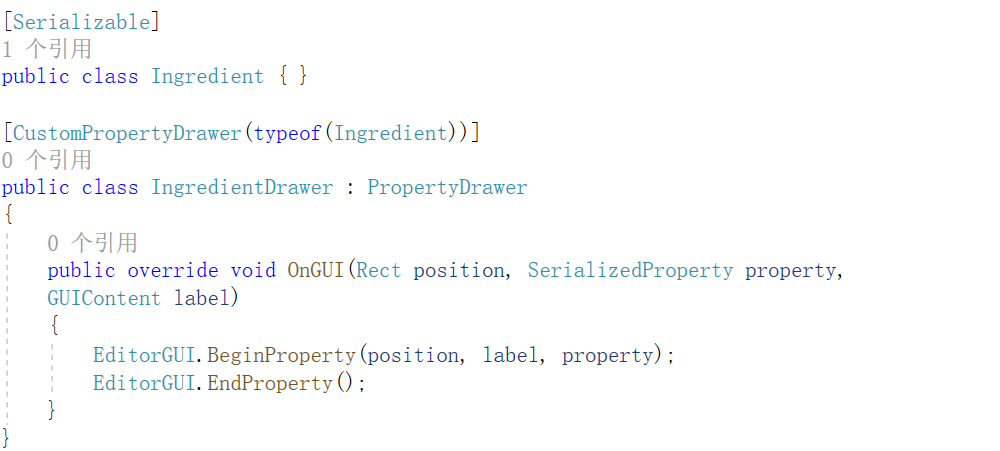 [Serializable]
1 个引用
public class Ingredient { }
[CustomPropertyDrawer(typeof(Ingredient))]
0 个引用
public class IngredientDrawer : PropertyDrawer
{
0 个引用
public override void OnGUI(Rect position, SerializedProperty property,
GUIContent label)
{
EditorGUI.BeginProperty(position, label, property);
EditorGUI.EndProperty();
}
}